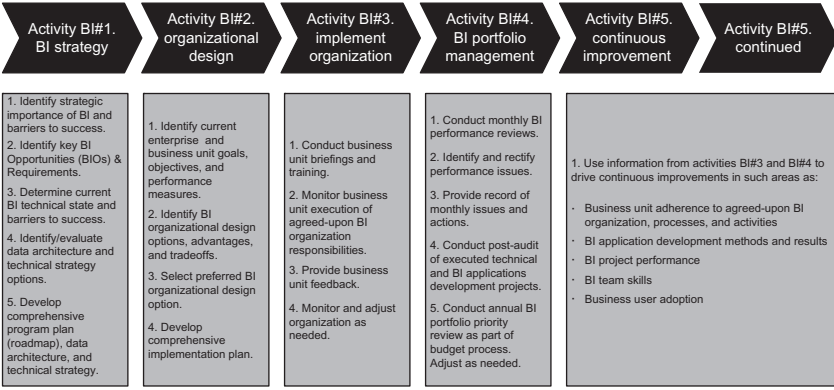 Activity BI#1.
BI strategy
Activity BI#2.
organizational
design
Activity BI#3.
implement
organization
Activity BI#4.
BI portfolio
management
Activity BI#5.
continuous
improvement
Activity BI#5.
continued
1. Identify strategic
importance of BI and
barriers to success.
2. Identify key BI
Opportunities (BIOs) &
Requirements.
3. Determine current
BI technical state and
barriers to success.
4. Identify/evaluate
data architecture and
technical strategy
options.
5. Develop
comprehensive
program plan
(roadmap), data
architecture, and
technical strategy.
1. Identify current
enterprise and
business unit goals,
objectives, and
performance
measures.
2. Identify BI
organizational design
options, advantages,
and tradeoffs.
3. Select preferred BI
organizational design
option.
4. Develop
comprehensive
implementation plan.
1. Conduct business
unit briefings and
training.
2. Monitor business
unit execution of
agreed-upon BI
organization
responsibilities.
3. Provide business
unit feedback.
4. Monitor and adjust
organization as
needed.
1. Conduct monthly BI
performance reviews.
2. Identify and rectify
performance issues.
3. Provide record of
monthly issues and
actions.
4. Conduct post-audit
of executed technical
and BI applications
development projects.
5. Conduct annual BI
portfolio priority
review as part of
budget process.
Adjust as needed.
1. Use information from activities BI#3 and BI#4 to
drive continuous improvements in such areas as:
· Business unit adherence to agreed-upon BI
organization, processes, and activities
· BI application development methods and results
· BI project performance
· BI team skills
· Business user adoption